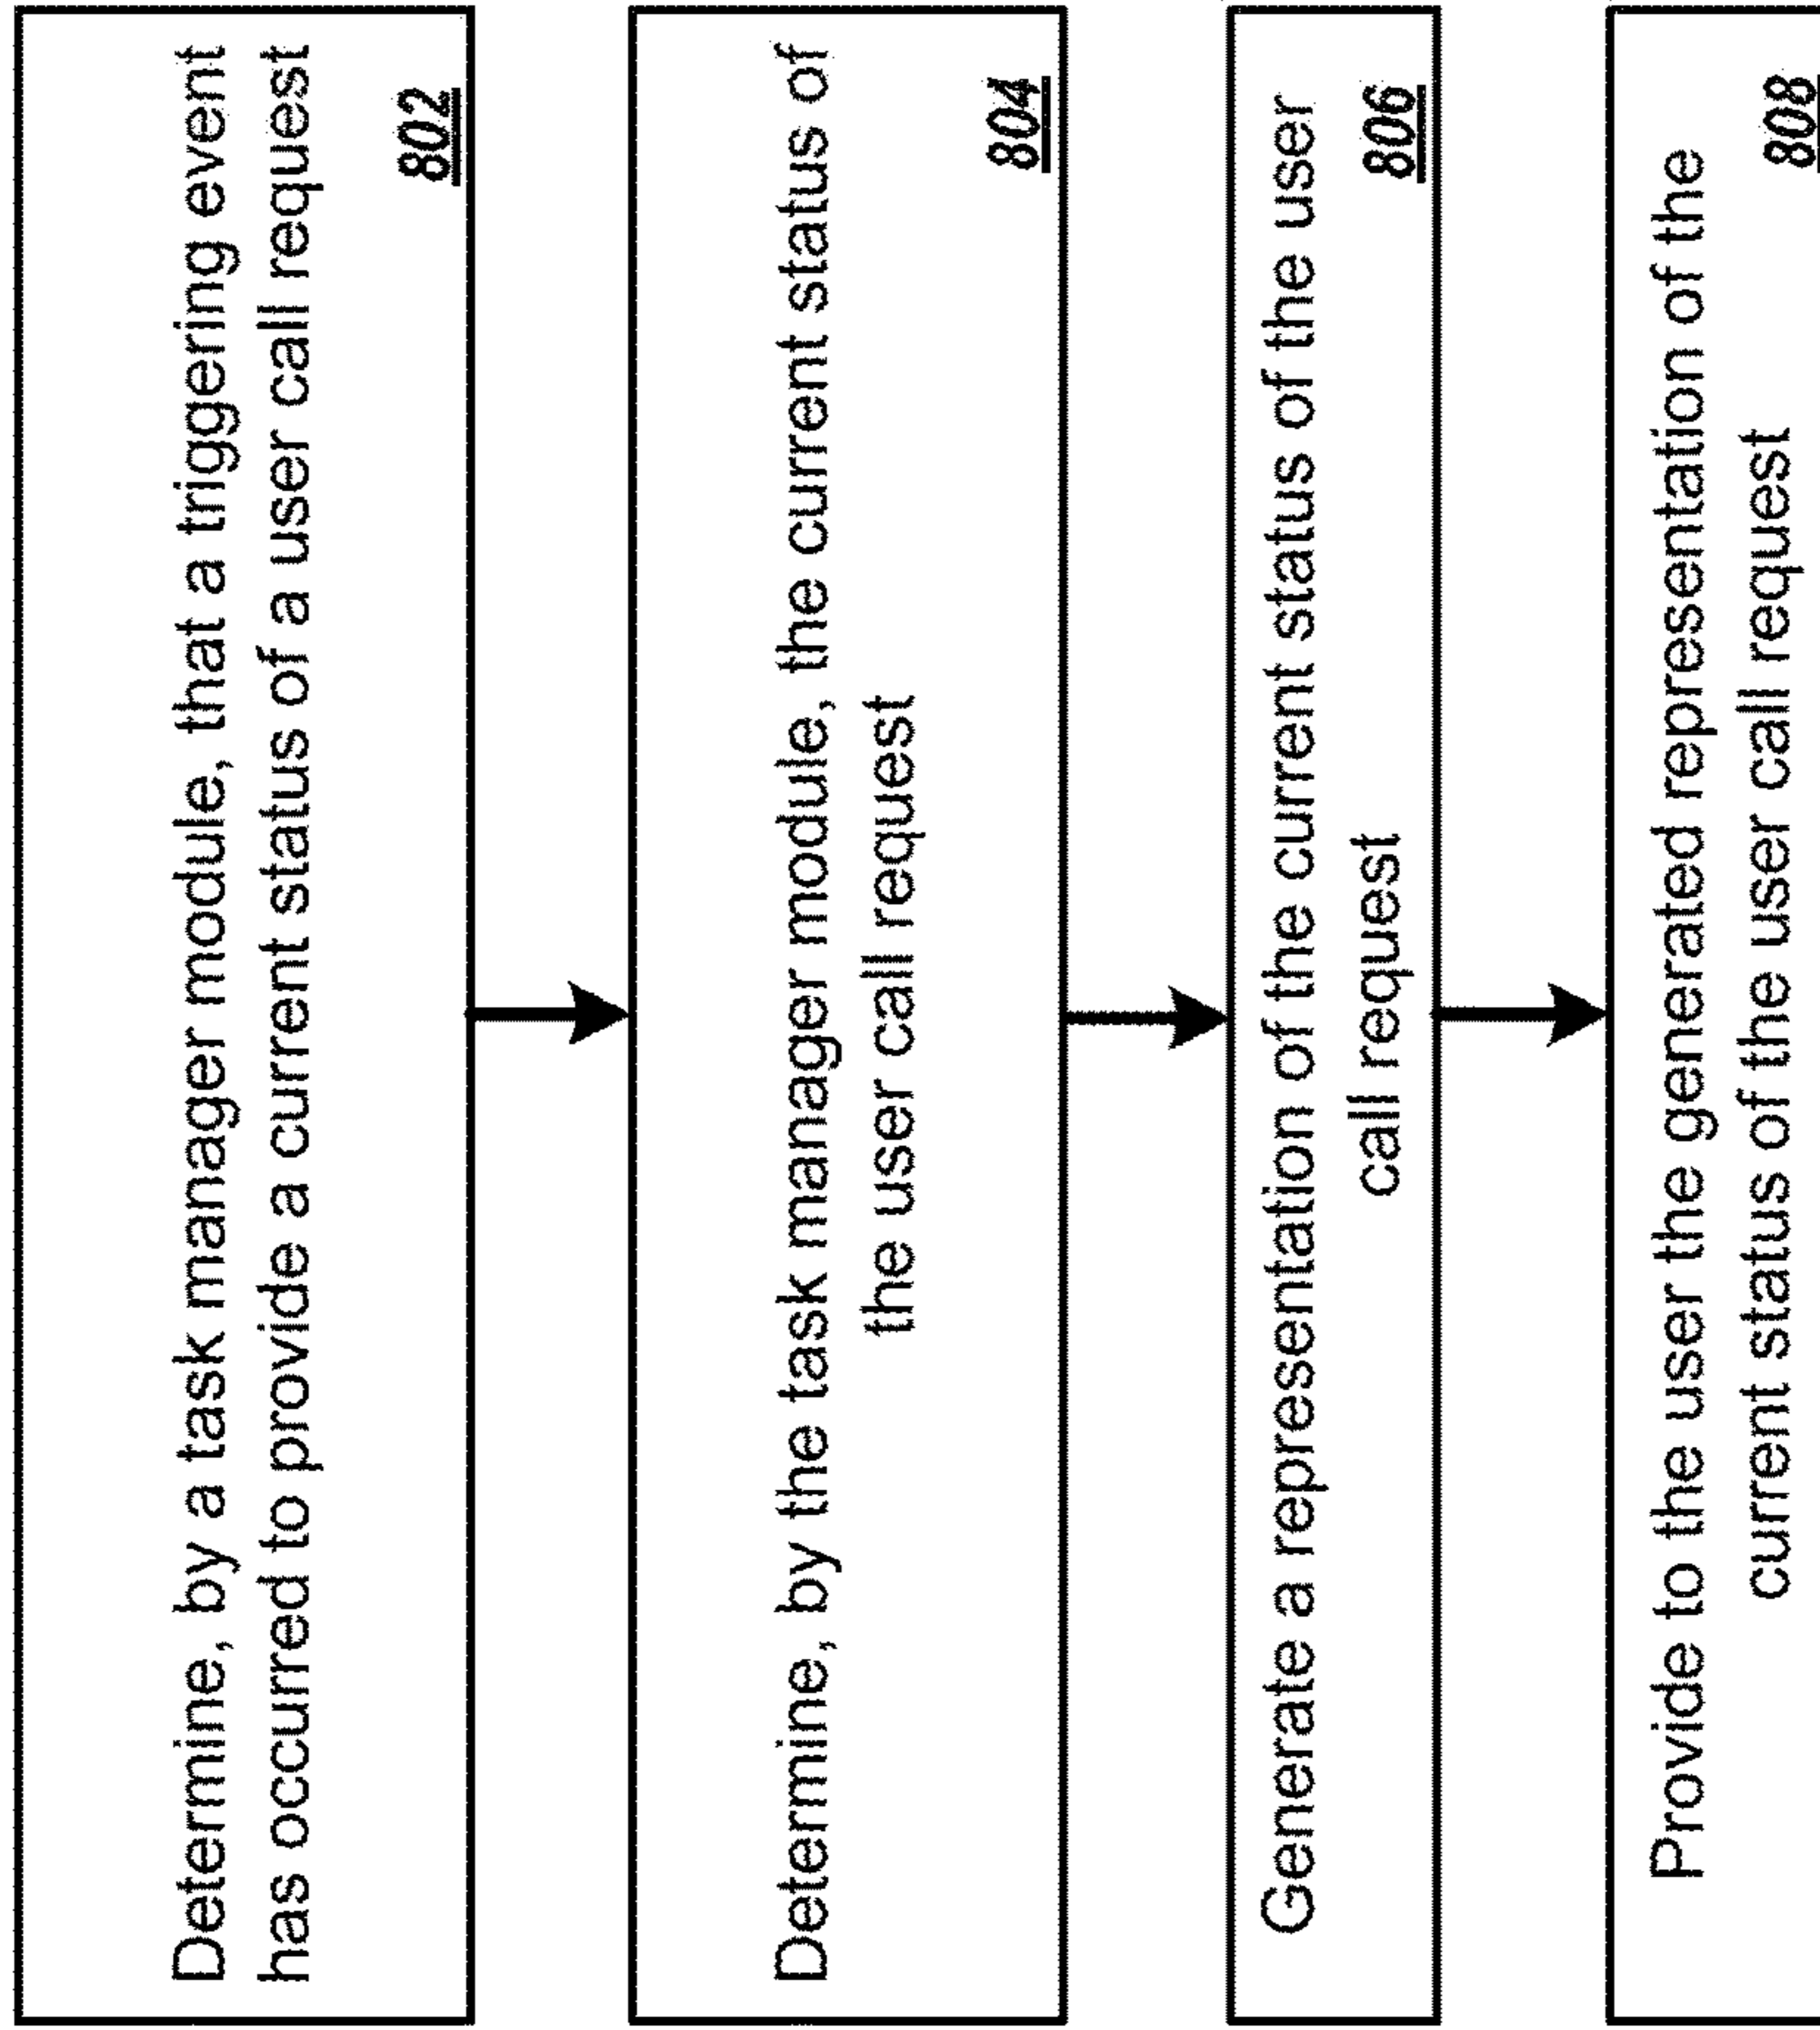 Determine, by a task manager module, that a triggering event
has occurred to provide a current status of a user call request
802
Determine, by the task manager module, the current status of
the user call request
804
Generate a representation of the current status of the user
call request
806
Provide to the user the generated representation of the
current status of the user call request
808